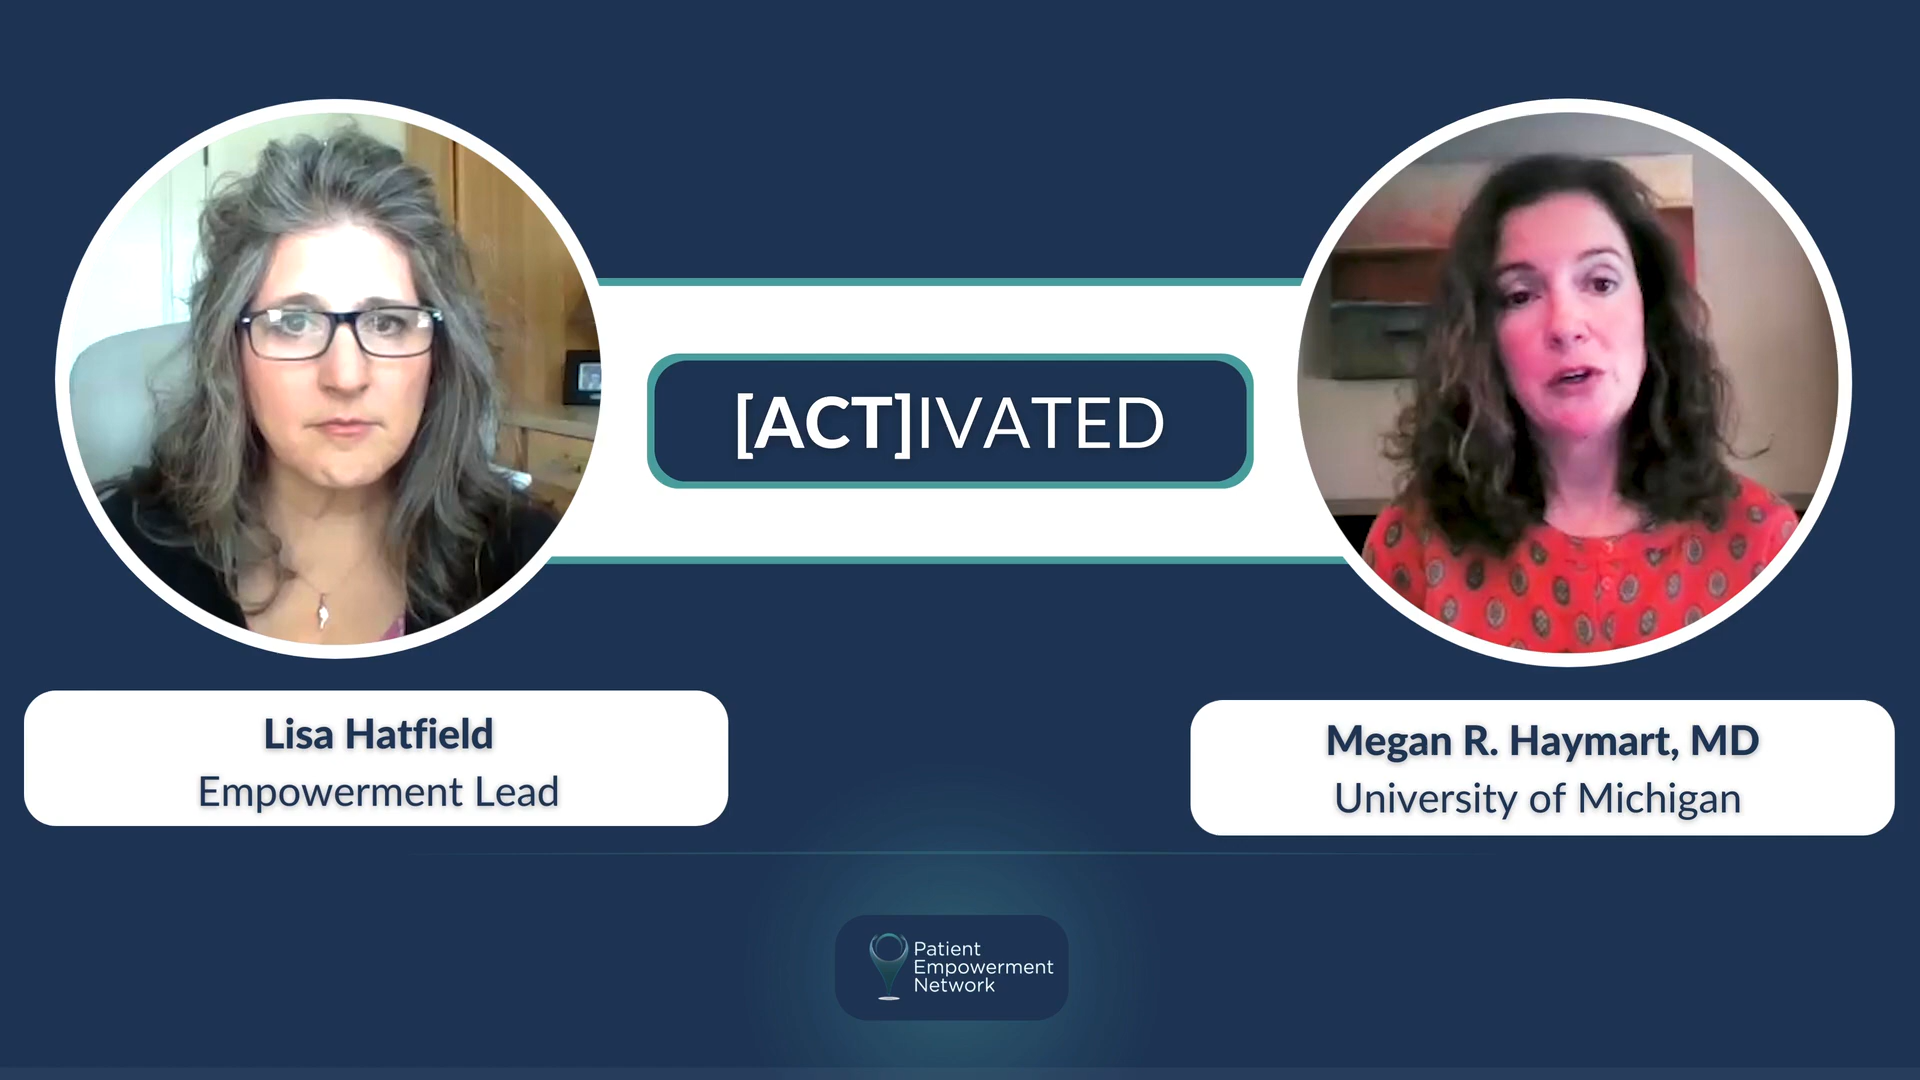 [ACT]IVATED
Lisa Hatfield
Empowerment Lead
Megan R. Haymart, MD
University of Michigan
Patient
Empowerment
Network